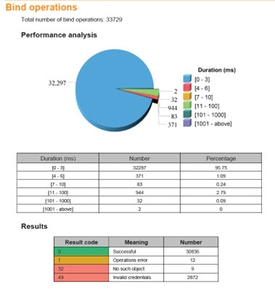 Bind operations
Total number of bind operations: 33729
Performance analysis
32,297
2
32
944
83
371
Duration (ms)
[0 - 3]
[4 - 6]
[7 - 10]
[11 - 100]
[101 - 1000]
[1001 - above]
Duration (ms) Number Percentage
[0 - 3] 32297 95.75
[4 - 6] 371 1.09
[7 - 10] 83 0.24
[11 - 100] 944 2.79
[101 - 1000] 32 0.09
[1001 - above] 2 0
Results
Result code Meaning Number
0 Successful 30836
1 Operations error 12
32 No such object 9
49 Invalid credentials 2872